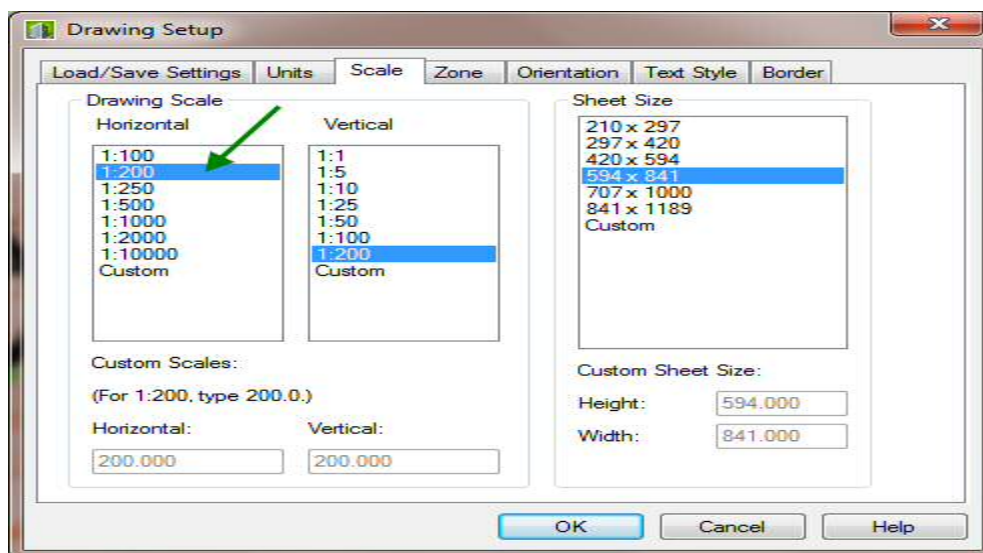 Drawing Setup
Load/Save Settings Units Scale Zone Orientation Text Style Border
Drawing Scale
Horizontal
1:100
1:200
1:250
1:500
1:1000
1:2000
1:10000
Custom
Vertical
1:1
1:5
1:10
1:25
1:50
1:100
1:200
Custom
Custom Scales:
(For 1:200, type 200.0.)
Horizontal:
200.000
Vertical:
200.000
Sheet Size
210 x 297
297 x 420
420 x 594
594 x 841
707 x 1000
841 x 1189
Custom
Custom Sheet Size:
Height: 594.000
Width: 841.000
OK Cancel Help